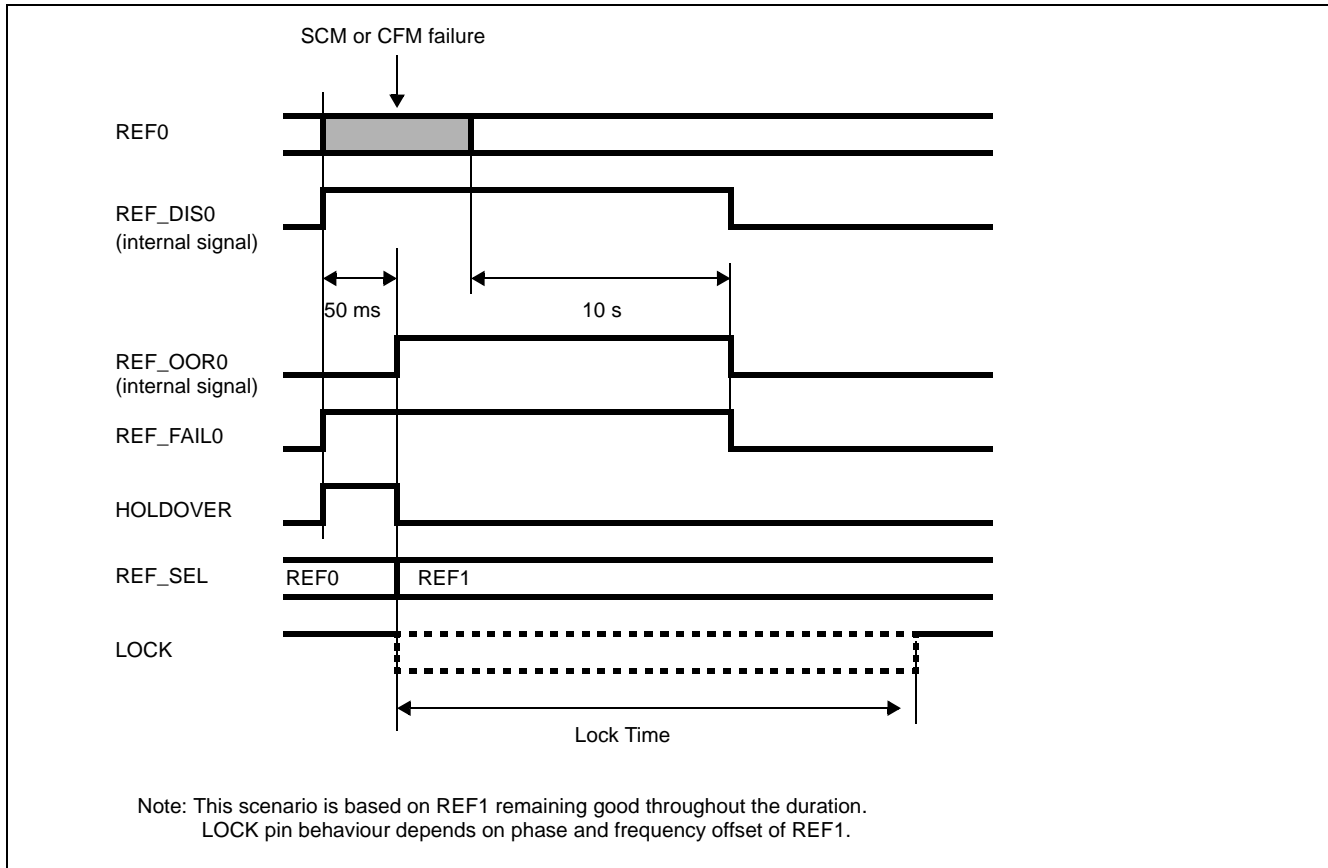 SCM or CFM failure
REF0
REF_DIS0
(internal signal)
50 ms
10 s
REF_OOR0
(internal signal)
REF_FAIL0
HOLDOVER
REF_SEL
REF0
REF1
LOCK
Lock Time
Note: This scenario is based on REF1 remaining good throughout the duration.
LOCK pin behaviour depends on phase and frequency offset of REF1.